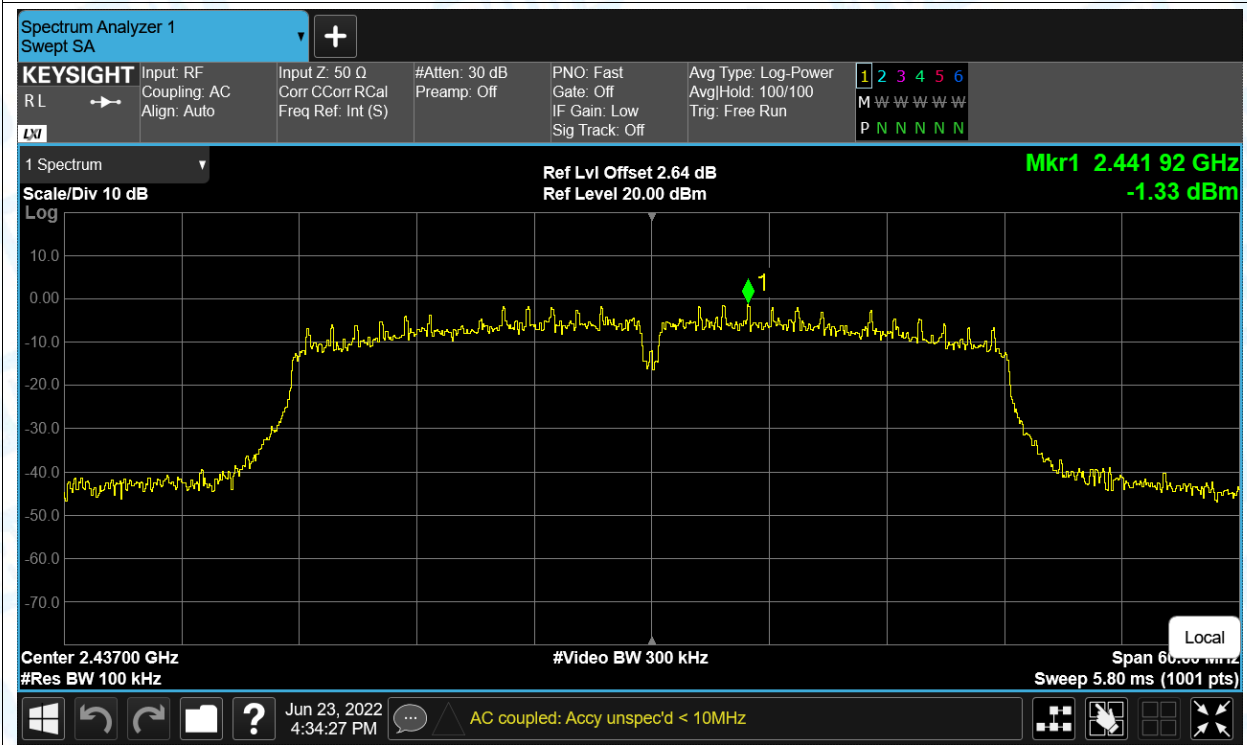 Spectrum Analyzer 1
Swept SA
KEYSIGHT
R L
LXI
Input: RF
Coupling: AC
Align: Auto
Input Z: 50 Ω
Corr CCorr RCal
Freq Ref: Int (S)
#Atten: 30 dB
Preamp: Off
PNO: Fast
Gate: Off
IF Gain: Low
Sig Track: Off
Avg Type: Log-Power
Avg|Hold: 100/100
Trig: Free Run
1 2 3 4 5 6
M W W W W W
P N N N N N
1 Spectrum
Scale/Div 10 dB
Log
Ref Lvl Offset 2.64 dB
Ref Level 20.00 dBm
Mkr1 2.441 92 GHz
-1.33 dBm
1
10.0
0.00
-10.0
-20.0
-30.0
-40.0
-50.0
-60.0
-70.0
Local
Center 2.43700 GHz
#Video BW 300 kHz
Span 60.00 MHz
#Res BW 100 kHz
Sweep 5.80 ms (1001 pts)
?
Jun 23, 2022
4:34:27 PM
AC coupled: Accy unspec'd < 10MHz